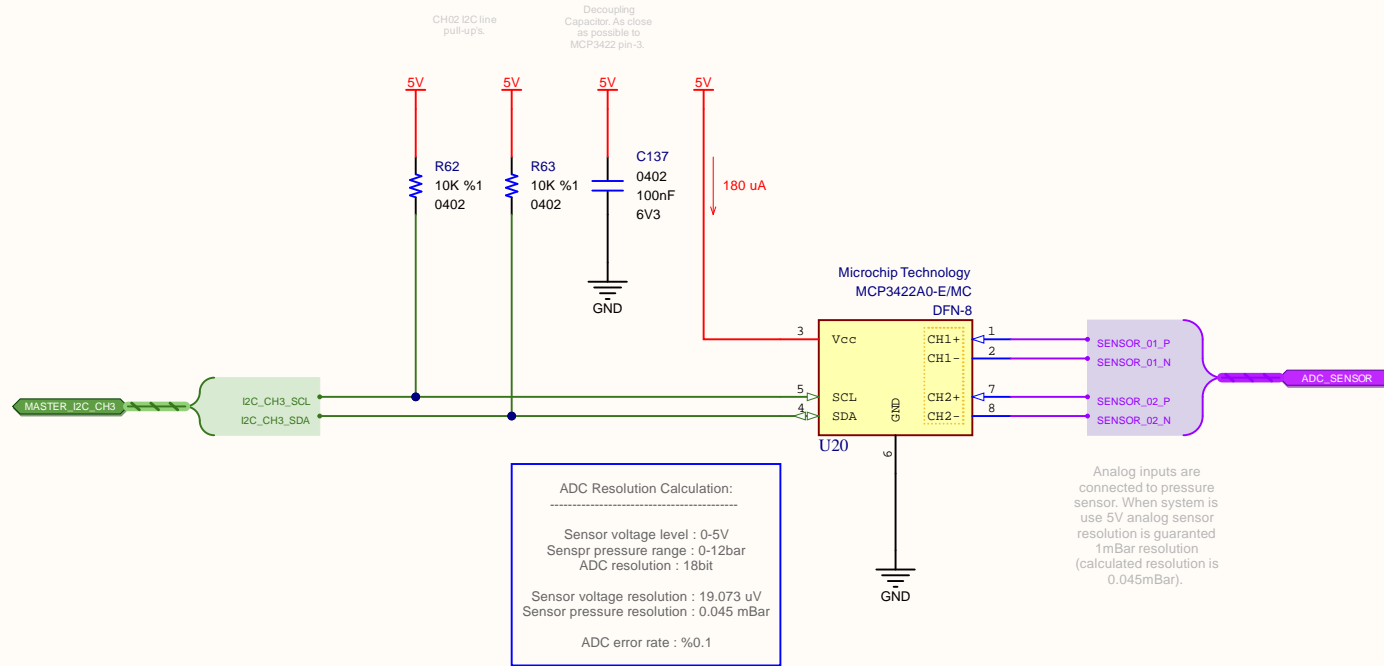 CH02 I2C line
pull-up's.
Decoupling
Capacitor. As close
as possible to
MCP3422 pin-3.
5V
5V
5V
5V
R62
10K %1
0402
R63
10K %1
0402
C137
0402
100nF
6V3
180 uA
GND
Microchip Technology
MCP3422A0-E/MC
DFN-8
3
Vcc
5
SCL
4
SDA
GND
6
CH1+
1
CH1-
2
CH2+
7
CH2-
8
U20
GND
MASTER_I2C_CH3
I2C_CH3_SCL
I2C_CH3_SDA
SENSOR_01_P
SENSOR_01_N
SENSOR_02_P
SENSOR_02_N
ADC_SENSOR
ADC Resolution Calculation:
------------------------------------------
Sensor voltage level : 0-5V
Senspr pressure range : 0-12bar
ADC resolution : 18bit
Sensor voltage resolution : 19.073 uV
Sensor pressure resolution : 0.045 mBar
ADC error rate : %0.1
Analog inputs are
connected to pressure
sensor. When system is
use 5V analog sensor
resolution is guaranted
1mBar resolution
(calculated resolution is
0.045mBar).